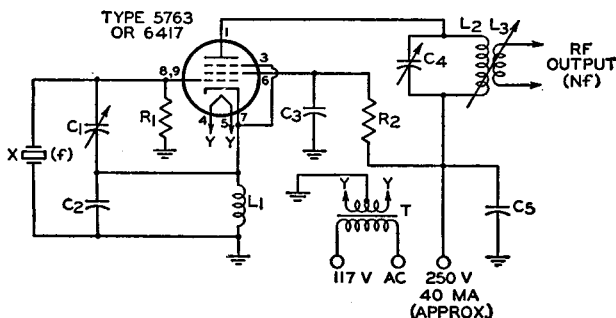 TYPE 5763
OR 6417
1
8,9
3
6
4
5
7
Y Y
X (f)
C1
C2
R1
L1
C3
R2
C4
L2 L3
RF
OUTPUT
(Nf)
Y Y
T
C5
117 V AC
250 V
40 MA
(APPROX.)